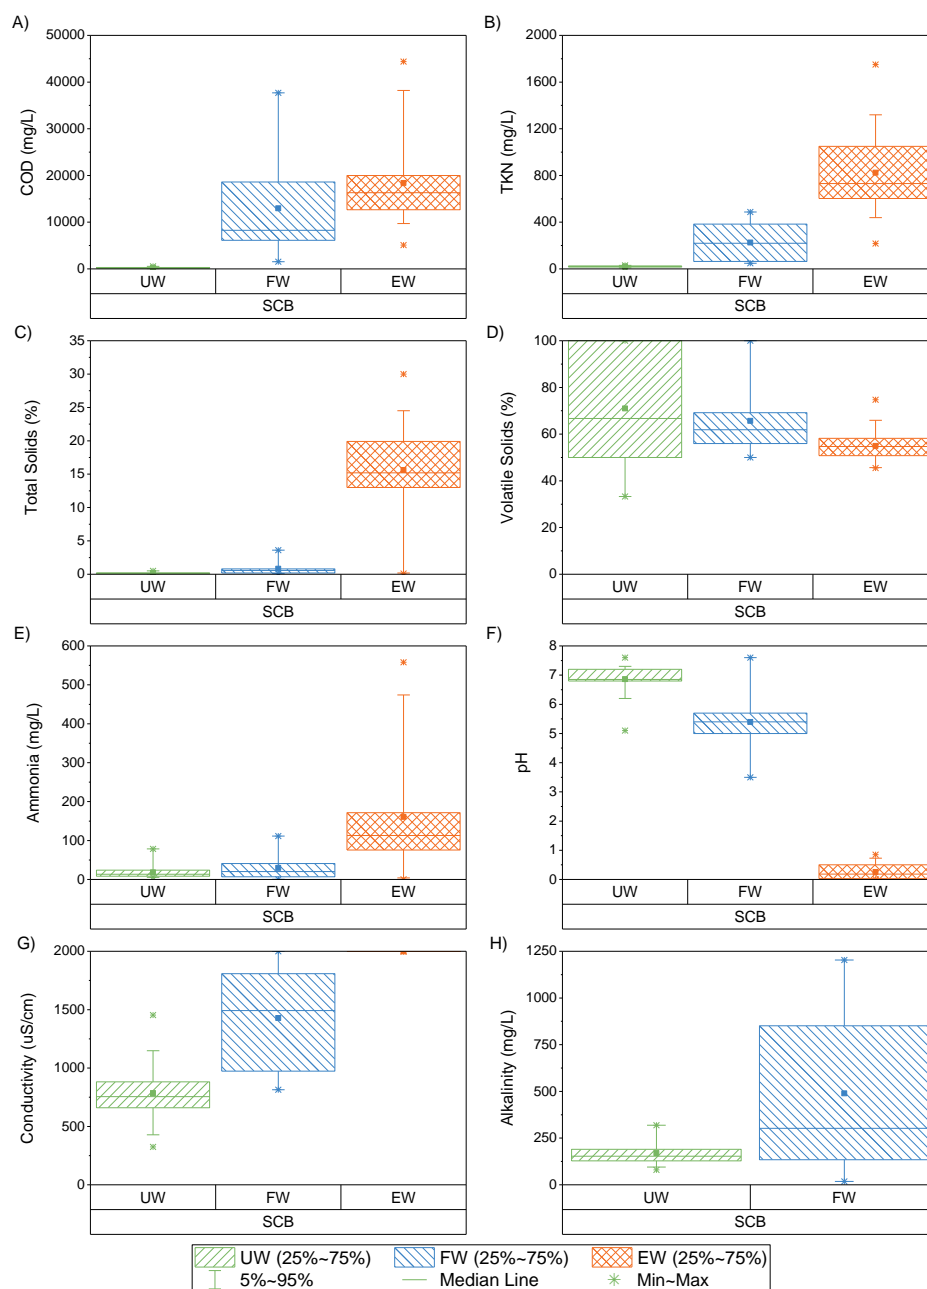 A)
50000
40000
30000
20000
10000
0
COD (mg/L)
UW FW EW
SCB
B)
2000
1600
1200
800
400
0
TKN (mg/L)
UW FW EW
SCB
C)
35
30
25
20
15
10
5
0
Total Solids (%)
UW FW EW
SCB
D)
100
80
60
40
20
0
Volatile Solids (%)
UW FW EW
SCB
E)
600
500
400
300
200
100
0
Ammonia (mg/L)
UW FW EW
SCB
F)
8
7
6
5
4
3
2
1
0
pH
UW FW EW
SCB
G)
2000
1500
1000
500
0
Conductivity (uS/cm)
UW FW EW
SCB
H)
1250
1000
750
500
250
0
Alkalinity (mg/L)
UW FW
SCB
UW (25%~75%) FW (25%~75%) EW (25%~75%)
5%~95% Median Line Min~Max